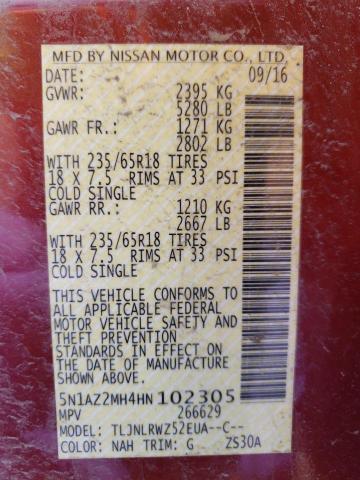 MFD BY NISSAN MOTOR CO., LTD.
DATE: 09/16
GVWR: 2395 KG
5280 LB
GAWR FR.: 1271 KG
2802 LB
WITH 235/65R18 TIRES
18 X 7.5 RIMS AT 33 PSI
COLD SINGLE
GAWR RR.: 1210 KG
2667 LB
WITH 235/65R18 TIRES
18 X 7.5 RIMS AT 33 PSI
COLD SINGLE
THIS VEHICLE CONFORMS TO
ALL APPLICABLE FEDERAL
MOTOR VEHICLE SAFETY AND
THEFT PREVENTION
STANDARDS IN EFFECT ON
THE DATE OF MANUFACTURE
SHOWN ABOVE.
5N1AZ2MH4HN102305
MPV 266629
MODEL: TLJNLRWZ52EUA--C--
COLOR: NAH TRIM: G ZS30A